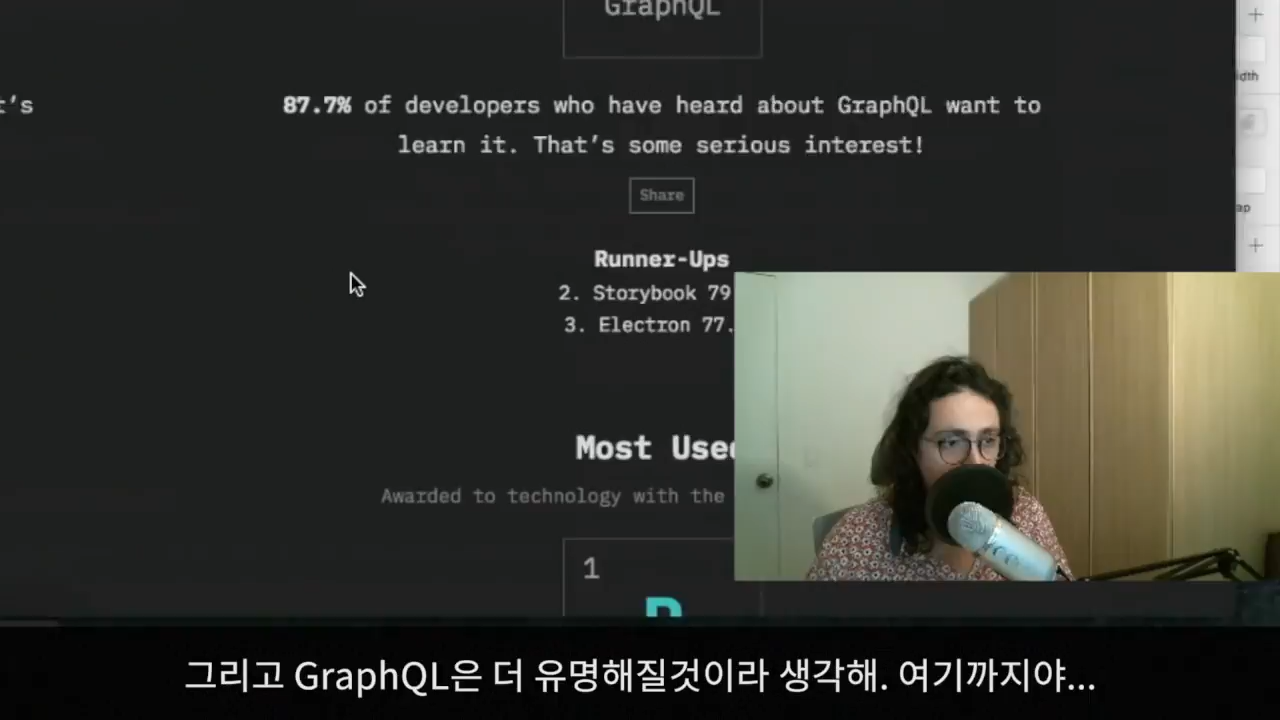 GraphQL
t's
87.7% of developers who have heard about GraphQL want to
learn it. That's some serious interest!
Share
Runner-Ups
2. Storybook 79
3. Electron 77.
Most Used
Awarded to technology with the
1
idth
ap
그리고 GraphQL은 더 유명해질것이라 생각해. 여기까지야...